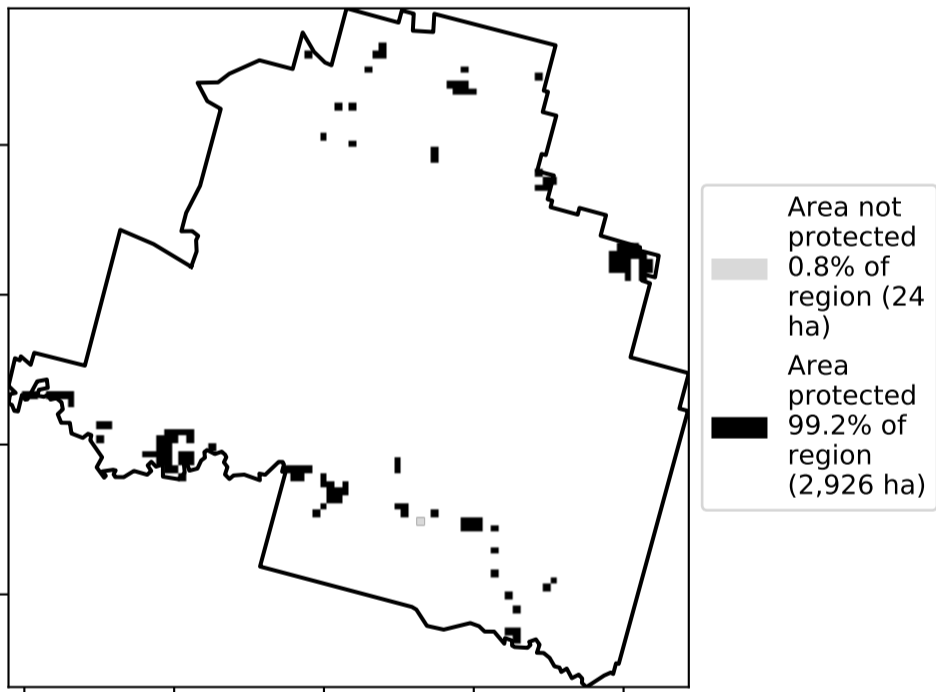 Area not
protected
0.8% of
region (24
ha)
Area
protected
99.2% of
region
(2,926 ha)